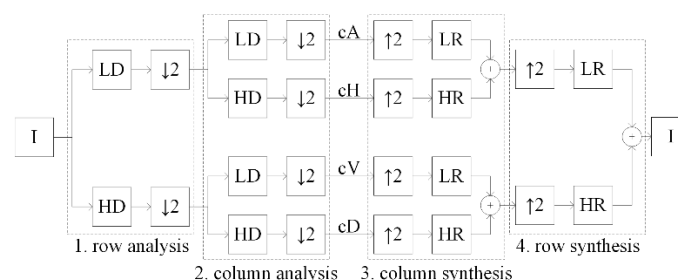 LD ↓2 cA ↑2 LR
LD ↓2 ↑2 LR
HD ↓2 cH ↑2 HR
I I
LD ↓2 cV ↑2 LR
HD ↓2 ↑2 HR
HD ↓2 cD ↑2 HR
1. row analysis 4. row synthesis
2. column analysis 3. column synthesis